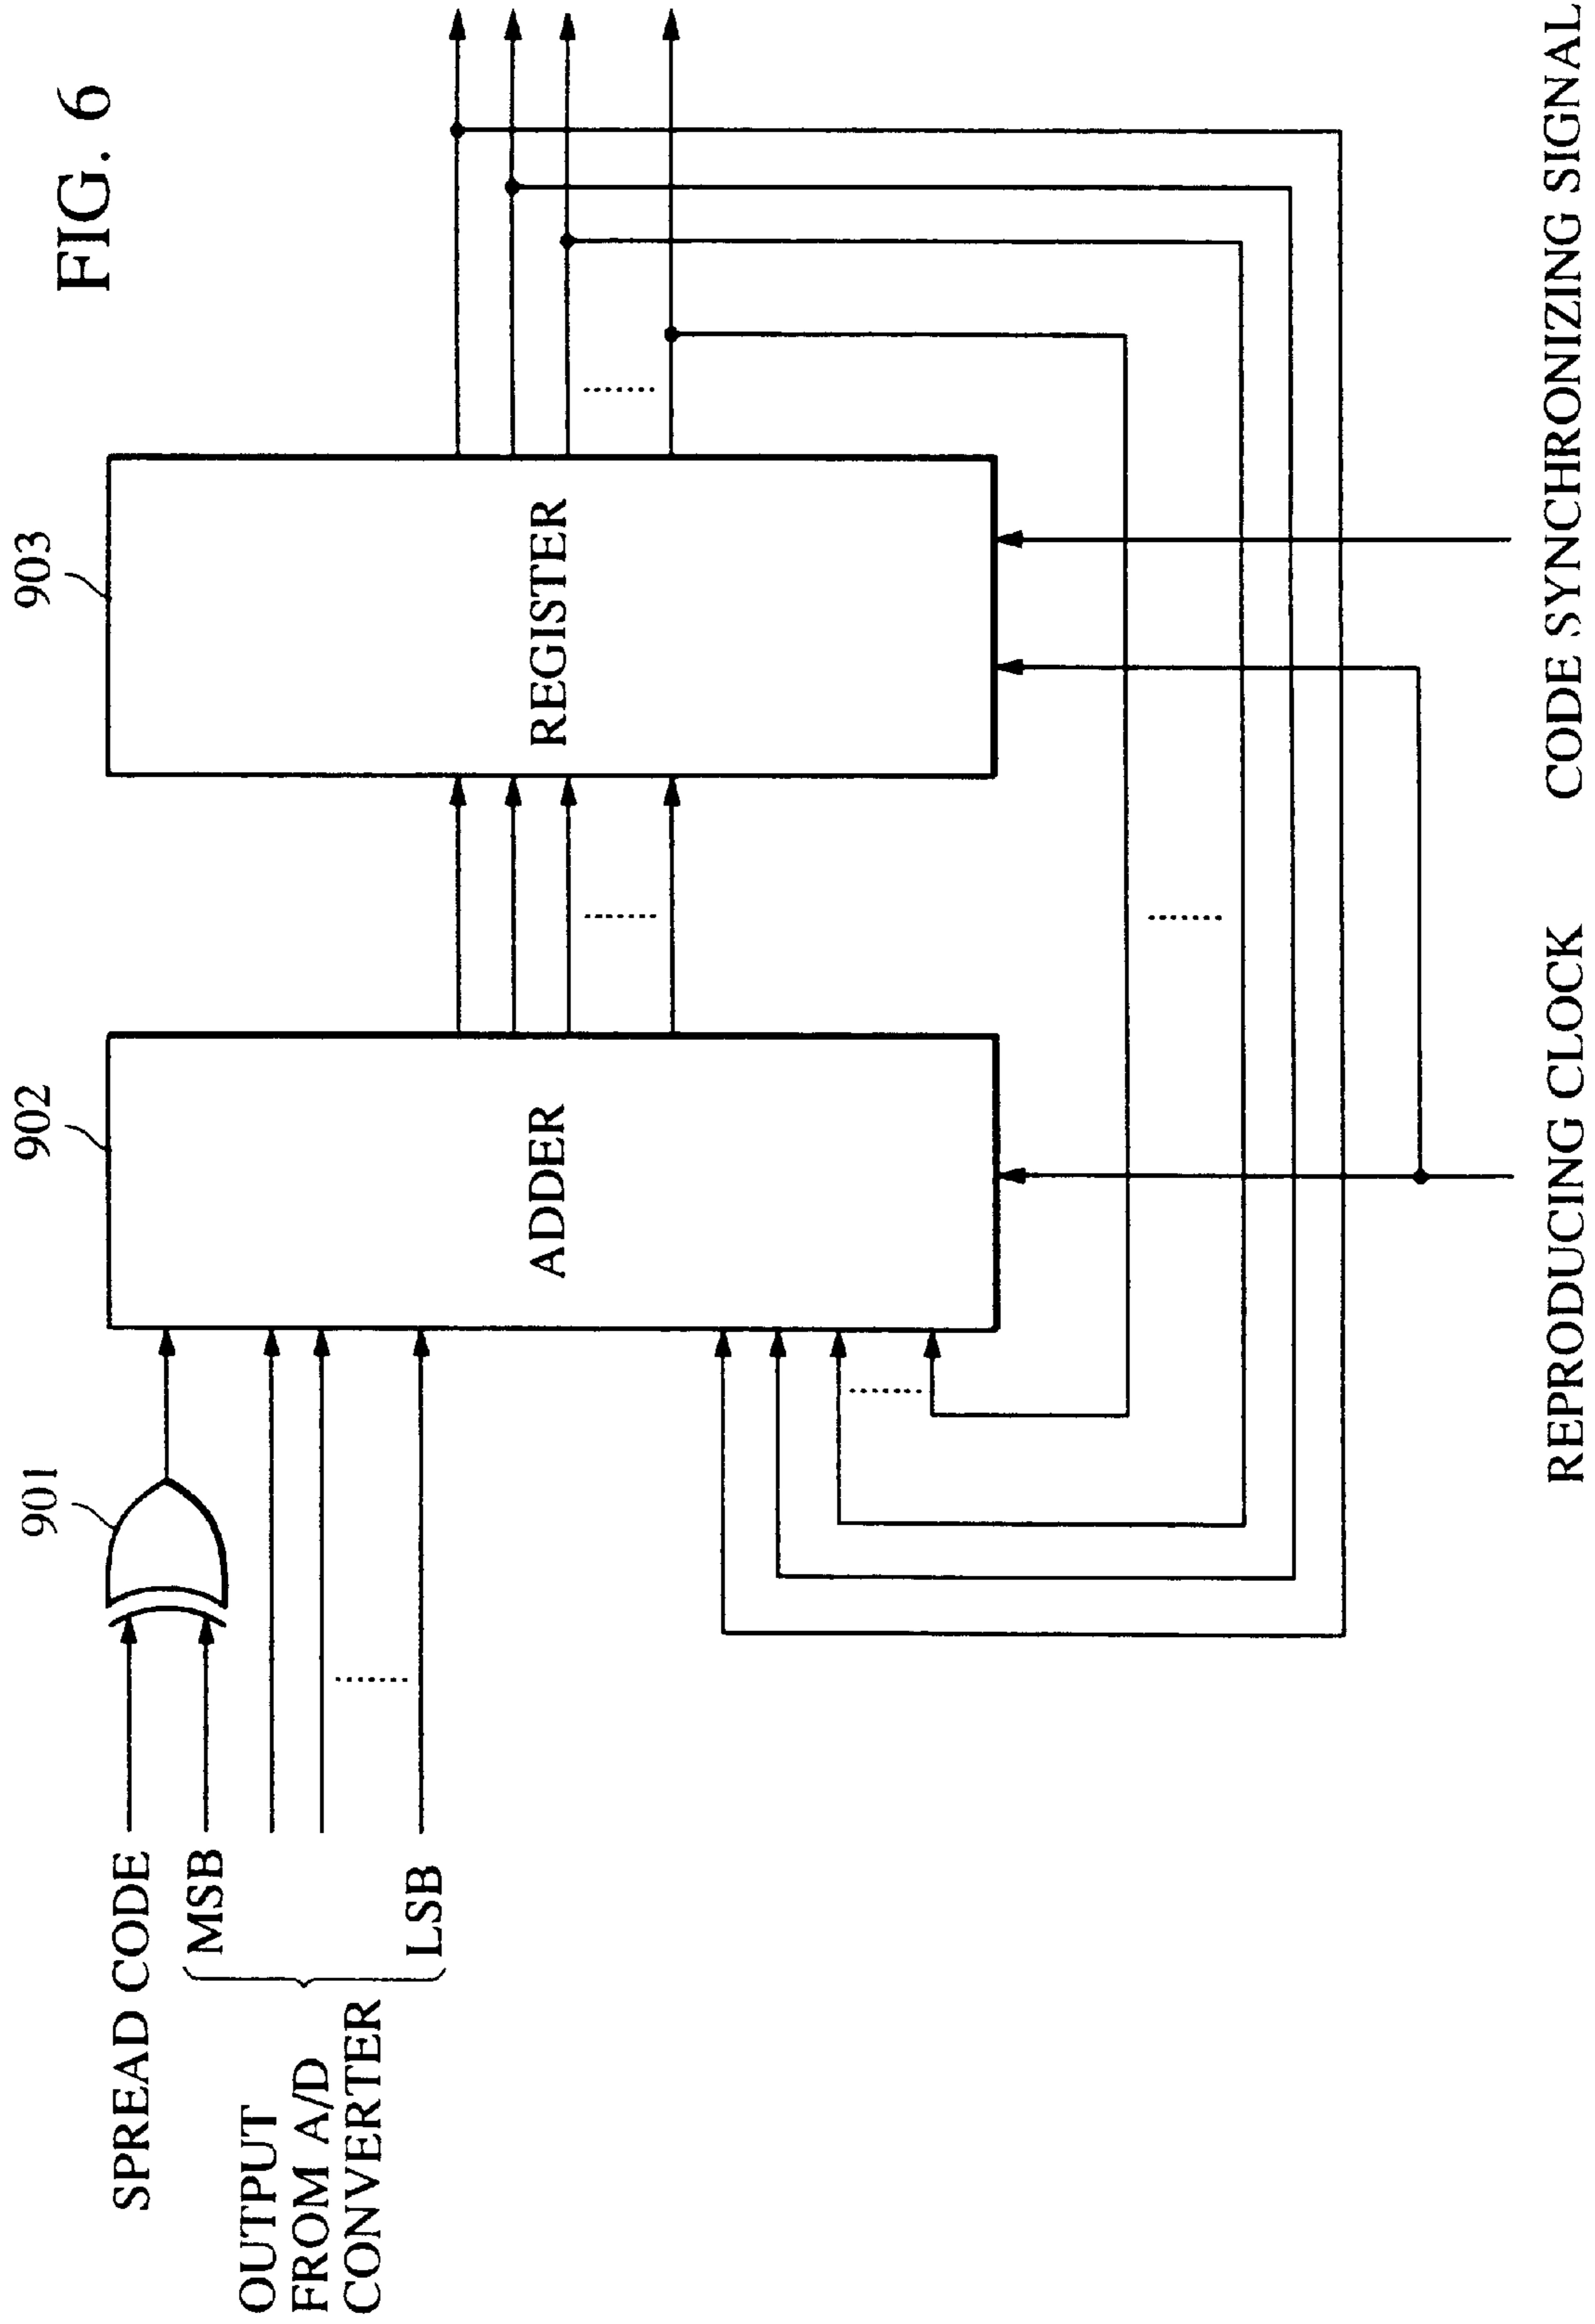 FIG. 6
901
902
903
SPREAD CODE
MSB
OUTPUT
FROM A/D
CONVERTER
LSB
ADDER
REGISTER
REPRODUCING CLOCK
CODE SYNCHRONIZING SIGNAL